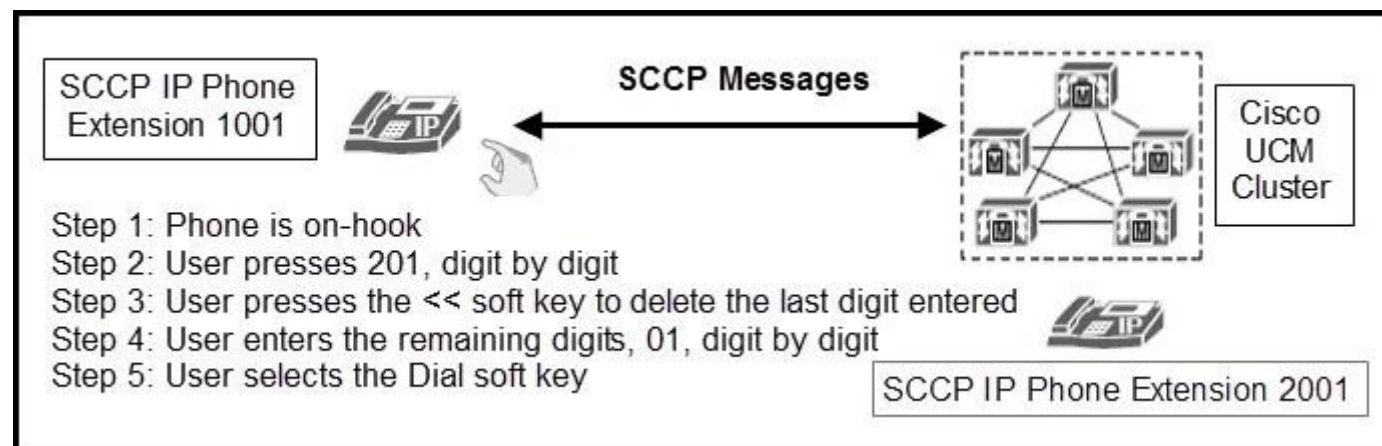 SCCP IP Phone
Extension 1001
IP
SCCP Messages
M
M
M
M
M
Cisco
UCM
Cluster
Step 1: Phone is on-hook
Step 2: User presses 201, digit by digit
Step 3: User presses the << soft key to delete the last digit entered
Step 4: User enters the remaining digits, 01, digit by digit
Step 5: User selects the Dial soft key
IP
SCCP IP Phone Extension 2001